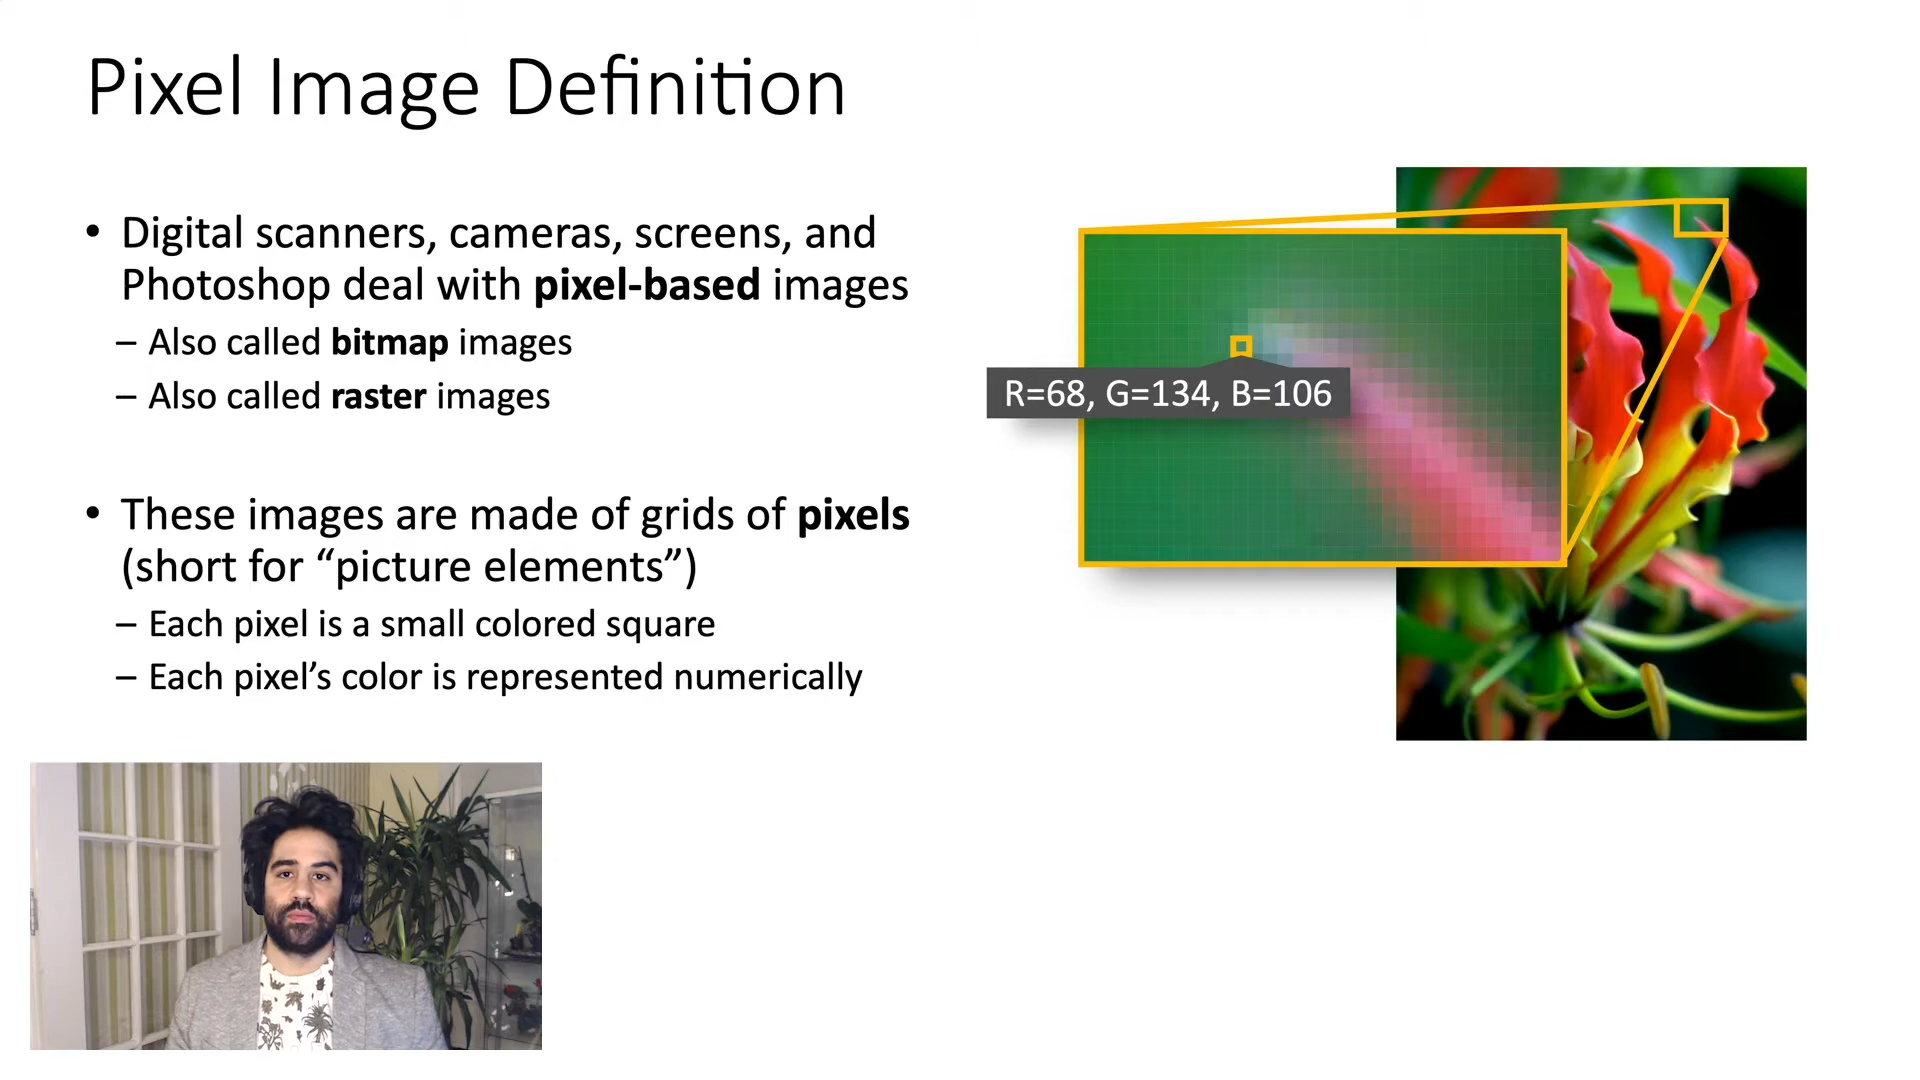 Pixel Image Definition
• Digital scanners, cameras, screens, and
Photoshop deal with pixel-based images
– Also called bitmap images
– Also called raster images
• These images are made of grids of pixels
(short for “picture elements”)
– Each pixel is a small colored square
– Each pixel’s color is represented numerically
R=68, G=134, B=106